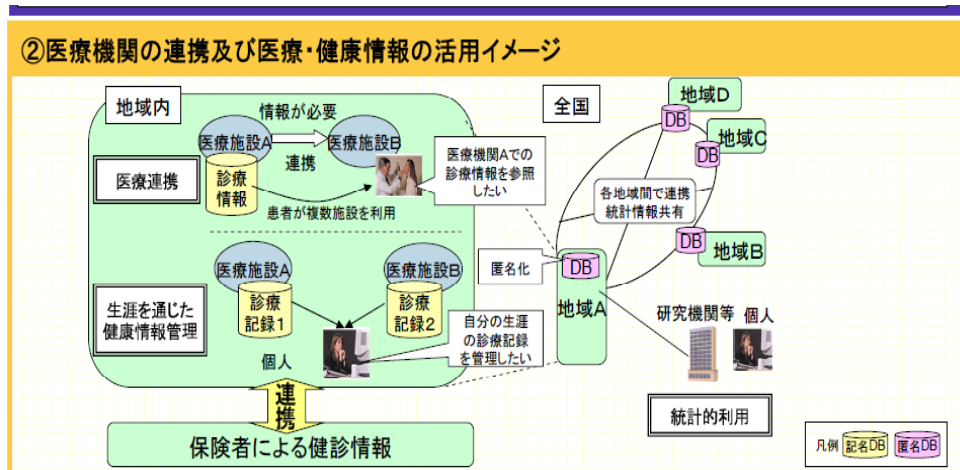 ②医療機関の連携及び医療・健康情報の活用イメージ
地域内
情報が必要
医療施設A
医療施設B
連携
医療連携
診療
情報
患者が複数施設を利用
医療機関Aでの
診療情報を参照
したい
医療施設A
医療施設B
生涯を通じた
健康情報管理
診療
記録1
診療
記録2
個人
自分の生涯
の診療記録
を管理したい
連
携
保険者による健診情報
全国
地域D
DB
地域C
DB
各地域間で連携
統計情報共有
DB
地域B
匿名化
DB
地域A
研究機関等
個人
統計的利用
凡例
記名DB
匿名DB